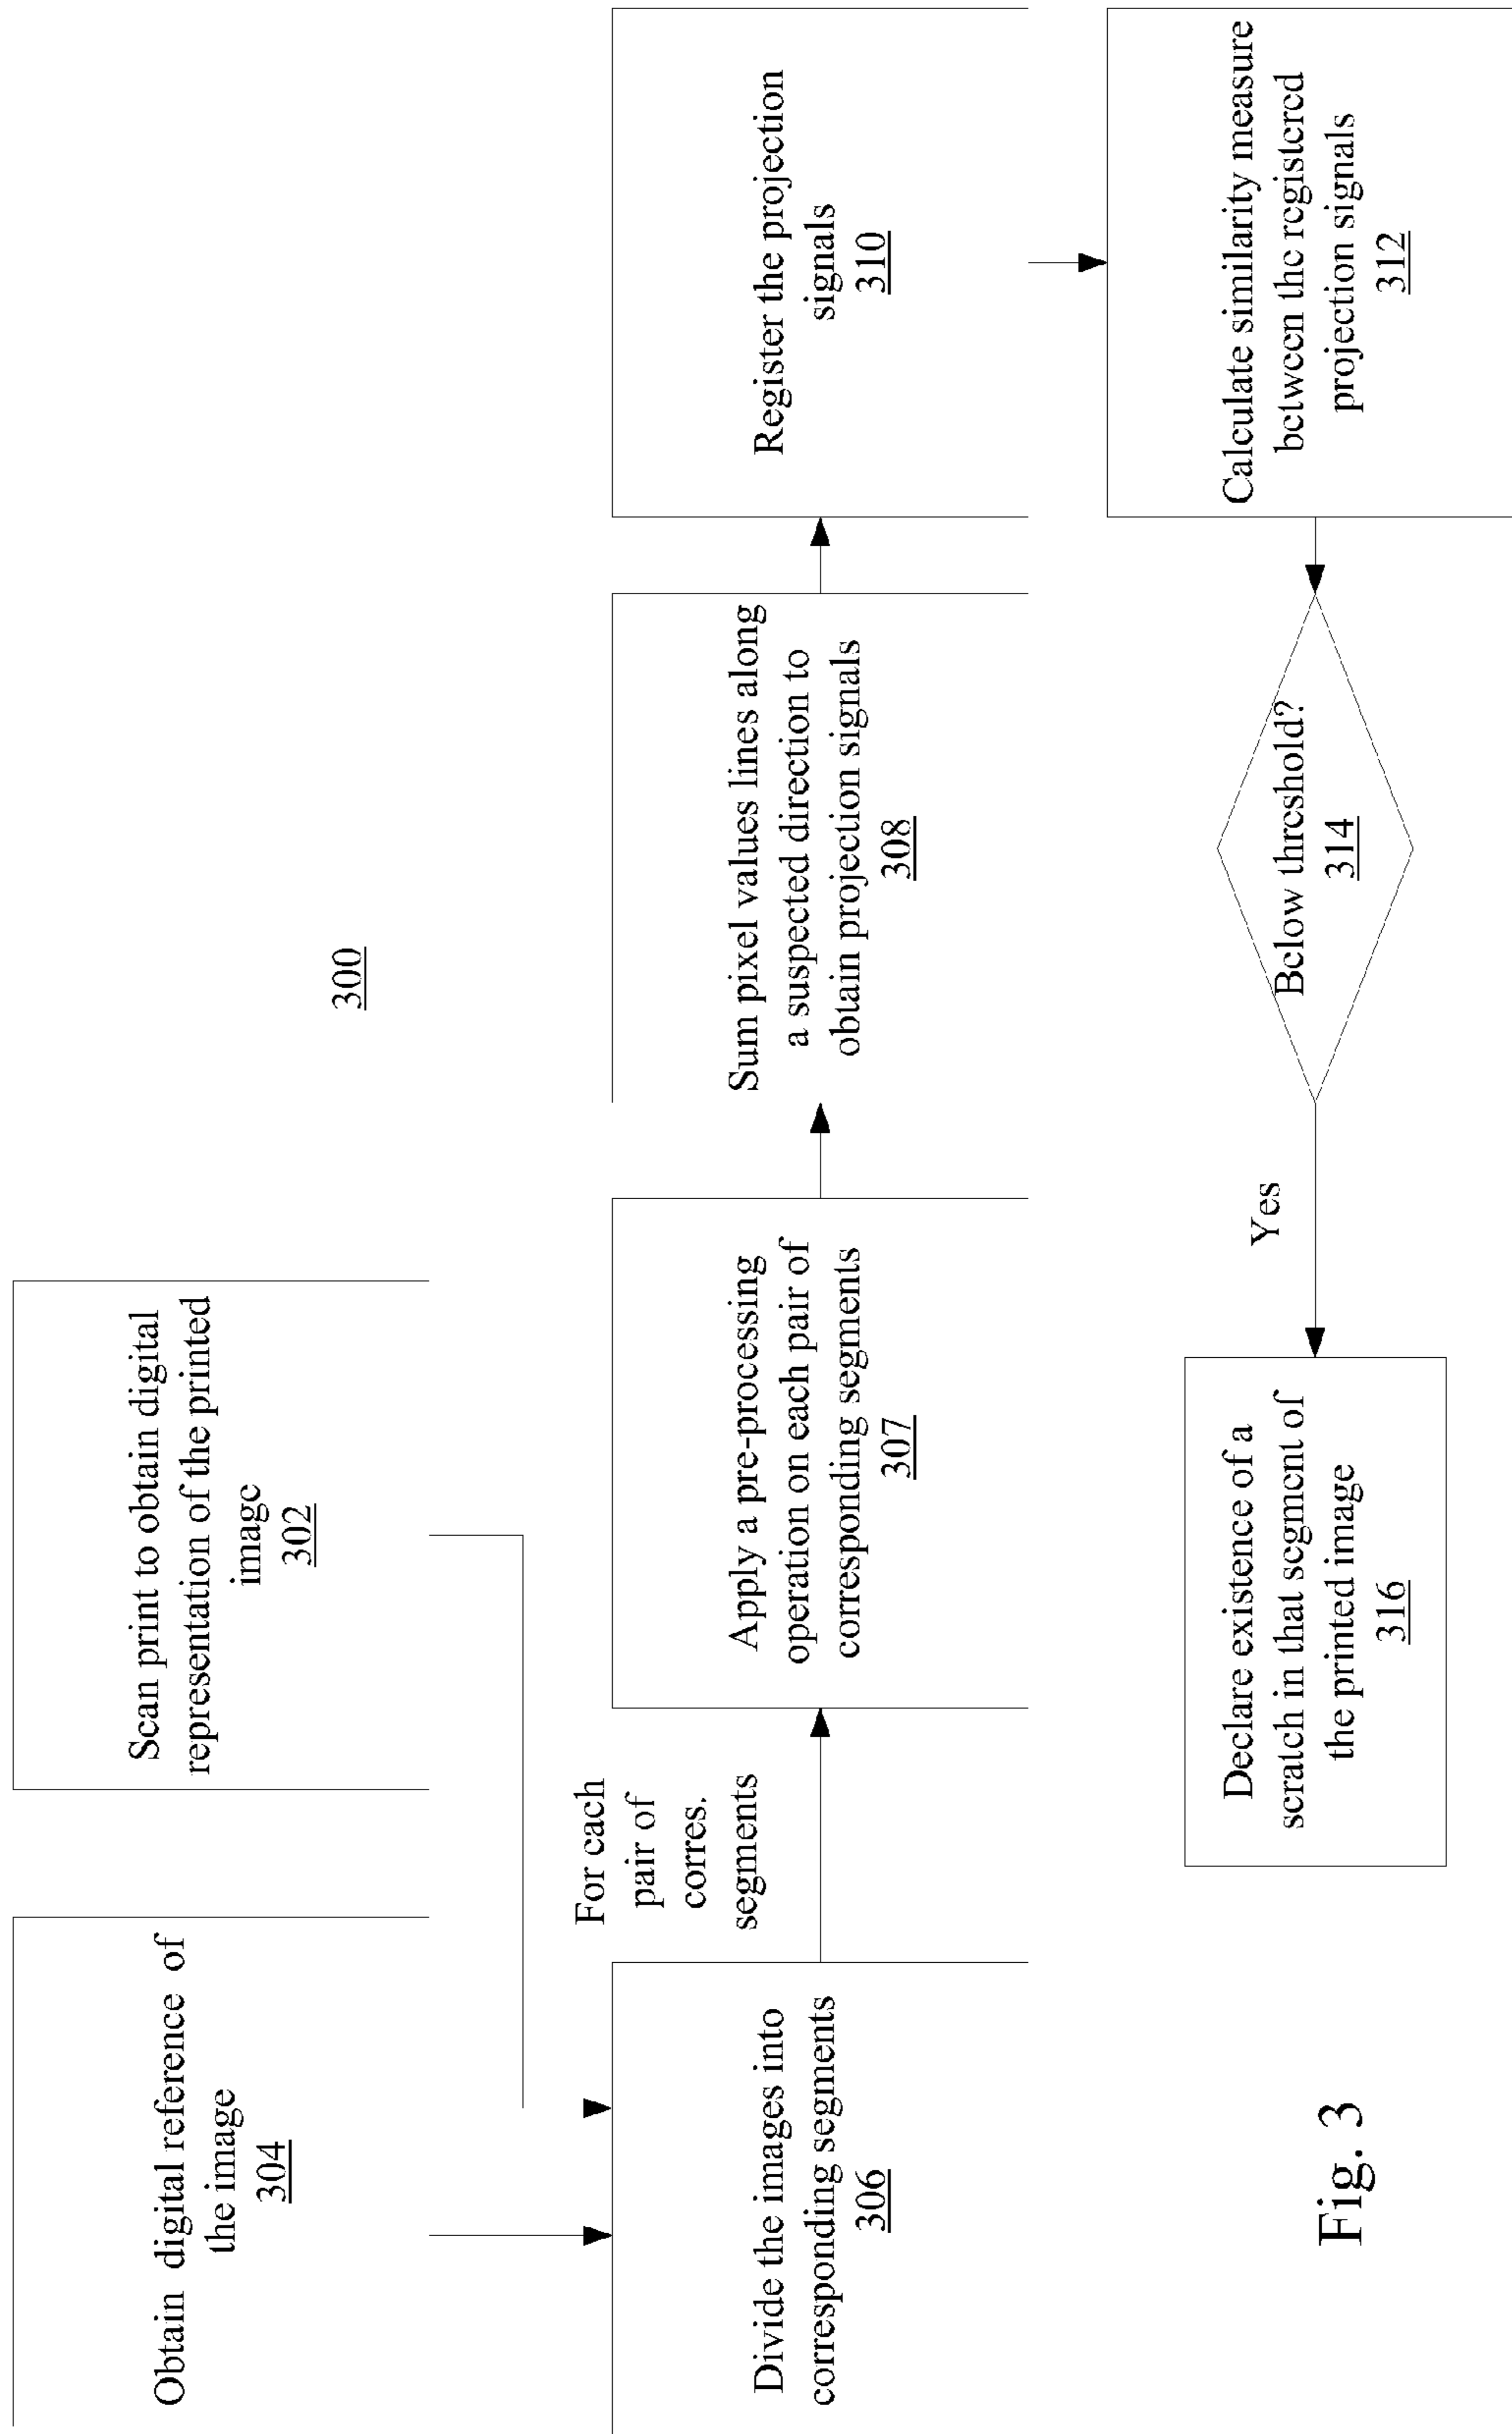 300
Obtain digital reference of
the image
304
Scan print to obtain digital
representation of the printed
image
302
Divide the images into
corresponding segments
306
For each
pair of
corres.
segments
Apply a pre-processing
operation on each pair of
corresponding segments
307
Sum pixel values lines along
a suspected direction to
obtain projection signals
308
Register the projection
signals
310
Calculate similarity measure
between the registered
projection signals
312
Below threshold?
314
Yes
Declare existence of a
scratch in that segment of
the printed image
316
Fig. 3